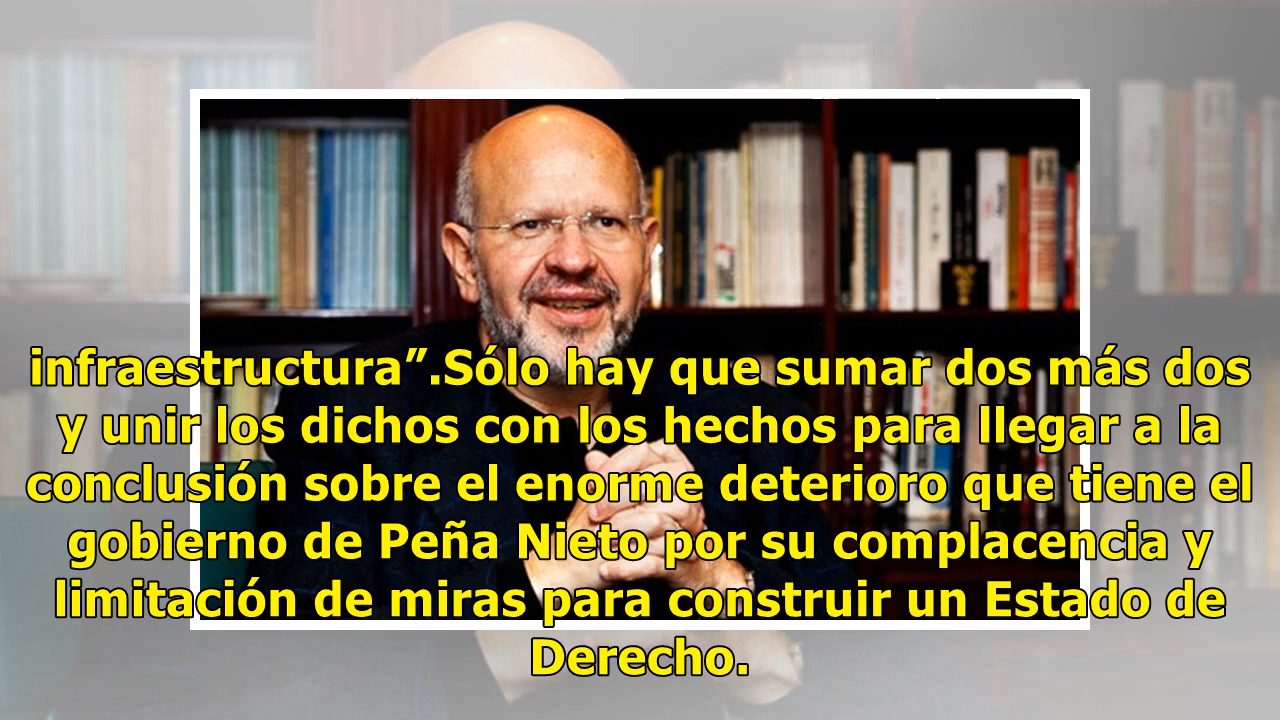 infraestructura”.Sólo hay que sumar dos más dos
y unir los dichos con los hechos para llegar a la
conclusión sobre el enorme deterioro que tiene el
gobierno de Peña Nieto por su complacencia y
limitación de miras para construir un Estado de
Derecho.